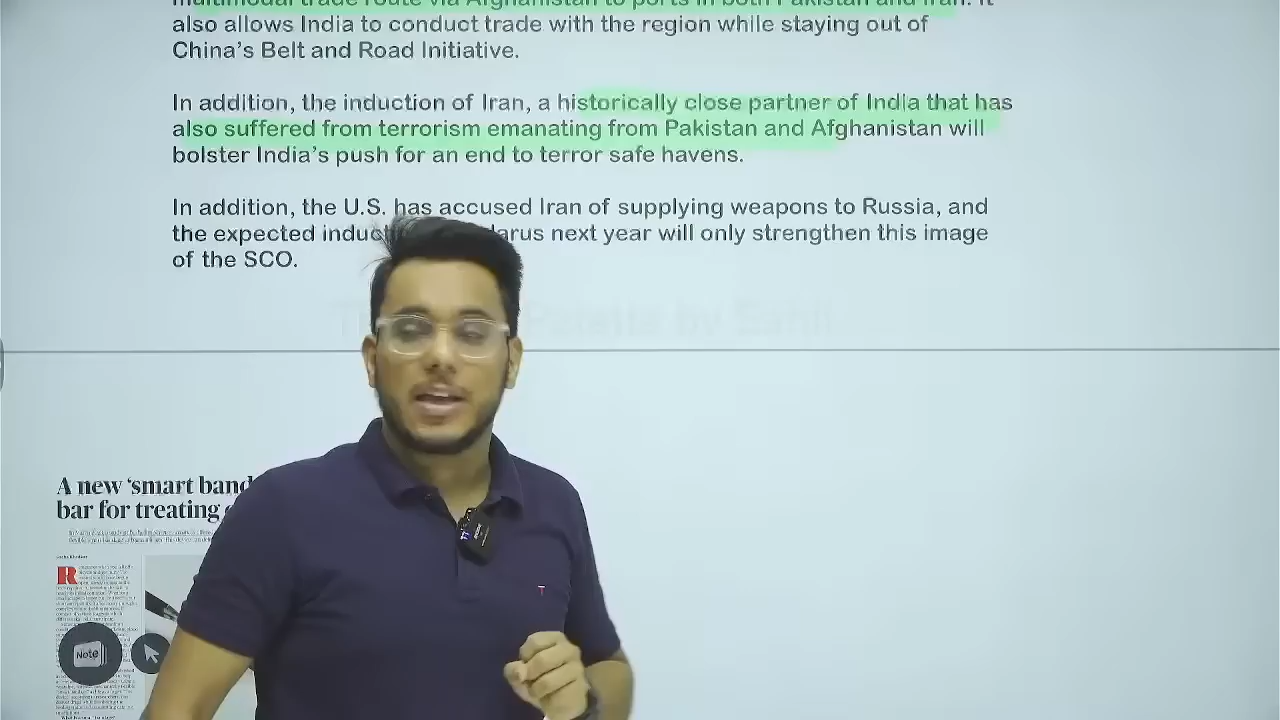 multimodal trade route via Afghanistan to ports in both Pakistan and Iran. It
also allows India to conduct trade with the region while staying out of
China’s Belt and Road Initiative.
In addition, the induction of Iran, a historically close partner of India that has
also suffered from terrorism emanating from Pakistan and Afghanistan will
bolster India’s push for an end to terror safe havens.
In addition, the U.S. has accused Iran of supplying weapons to Russia, and
the expected induct larus next year will only strengthen this image
of the SCO.
by Sahil
A new ‘smart band
bar for treating
Note
T